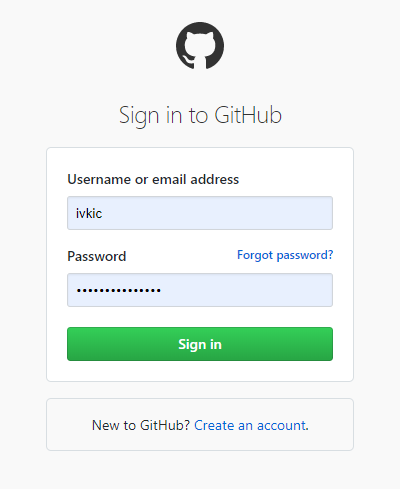 Sign in to GitHub
Username or email address
ivkic
Password Forgot password?
•••••••••••••••
Sign in
New to GitHub? Create an account.